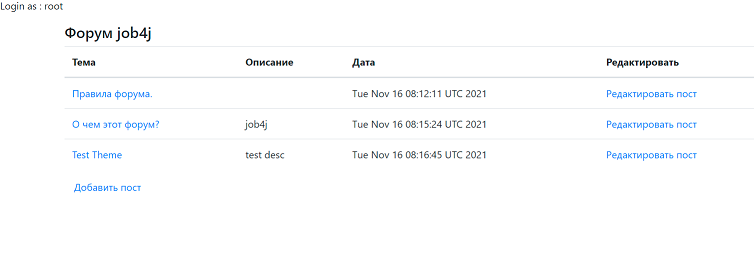 Login as : root
Форум job4j
Тема Описание Дата Редактировать
Правила форума. Tue Nov 16 08:12:11 UTC 2021 Редактировать пост
О чем этот форум? job4j Tue Nov 16 08:15:24 UTC 2021 Редактировать пост
Test Theme test desc Tue Nov 16 08:16:45 UTC 2021 Редактировать пост
Добавить пост